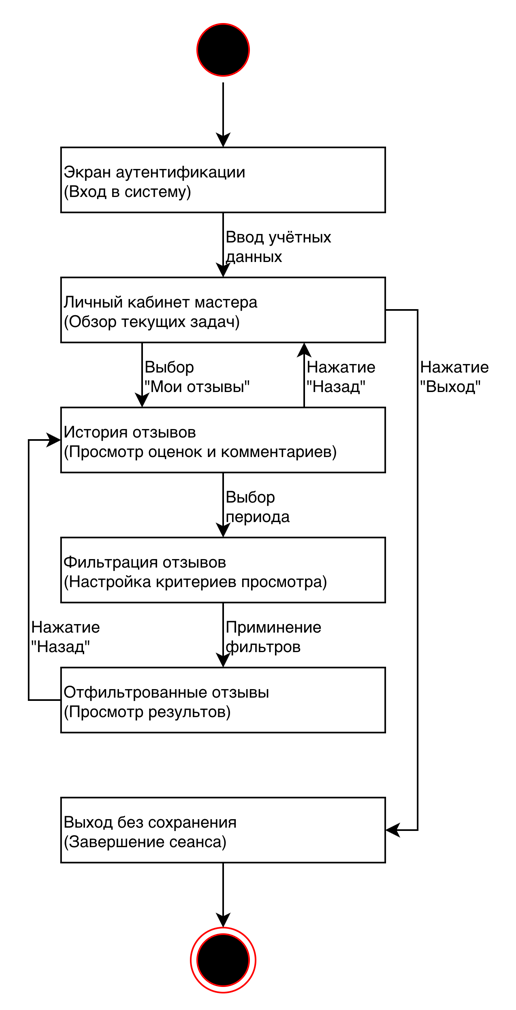 Экран аутентификации
(Вход в систему)
Ввод учётных
данных
Личный кабинет мастера
(Обзор текущих задач)
Выбор
"Мои отзывы"
Нажатие
"Назад"
Нажатие
"Выход"
История отзывов
(Просмотр оценок и комментариев)
Выбор
периода
Фильтрация отзывов
(Настройка критериев просмотра)
Нажатие
"Назад"
Приминение
фильтров
Отфильтрованные отзывы
(Просмотр результов)
Выход без сохранения
(Завершение сеанса)